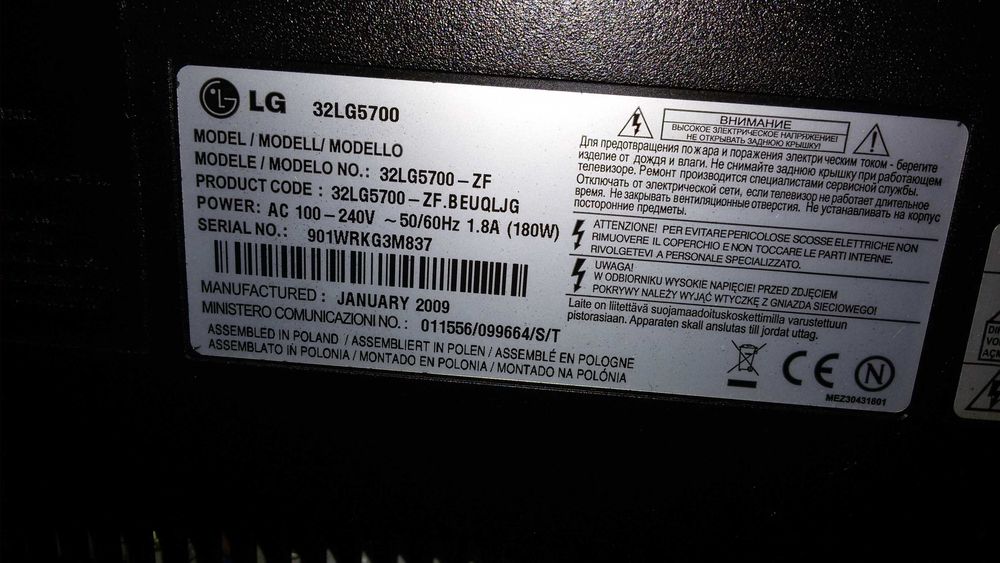 LG 32LG5700
MODEL / MODELL/ MODELLO
MODELE / MODELO NO.: 32LG5700-ZF
PRODUCT CODE : 32LG5700-ZF.BEUQLJG
POWER: AC 100-240V ~50/60Hz 1.8A (180W)
SERIAL NO.: 901WRKG3M837
MANUFACTURED : JANUARY 2009
MINISTERO COMUNICAZIONI NO. : 011556/099664/S/T
ASSEMBLED IN POLAND / ASSEMBLIERT IN POLEN / ASSEMBLÉ EN POLOGNE
ASSEMBLATO IN POLONIA / MONTADO EN POLONIA / MONTADO NA POLÓNIA
ВНИМАНИЕ
ВЫСОКОЕ ЭЛЕКТРИЧЕСКОЕ НАПРЯЖЕНИЕ!
НЕ ОТКРЫВАТЬ ЗАДНЮЮ КРЫШКУ!
Для предотвращения пожара и поражения электрическим током - берегите
изделие от дождя и влаги. Не снимайте заднюю крышку при работающем
телевизоре. Ремонт производится специалистами сервисной службы.
Отключать от электрической сети, если телевизор не работает длительное
время. Не закрывать вентиляционные отверстия. Не устанавливать на корпус
посторонние предметы.
ATTENZIONE! PER EVITARE PERICOLOSE SCOSSE ELETTRICHE NON
RIMUOVERE IL COPERCHIO E NON TOCCARE LE PARTI INTERNE.
RIVOLGETEVI A PERSONALE SPECIALIZZATO.
UWAGA!
W ODBIORNIKU WYSOKIE NAPIĘCIE! PRZED ZDJĘCIEM
POKRYWY NALEŻY WYJĄĆ WTYCZKĘ Z GNIAZDA SIECIOWEGO!
Laite on liitettävä suojamaadoituskoskettimilla varustettuun
pistorasiaan. Apparaten skall anslutas till jordat uttag.
CE N
MEZ30431801